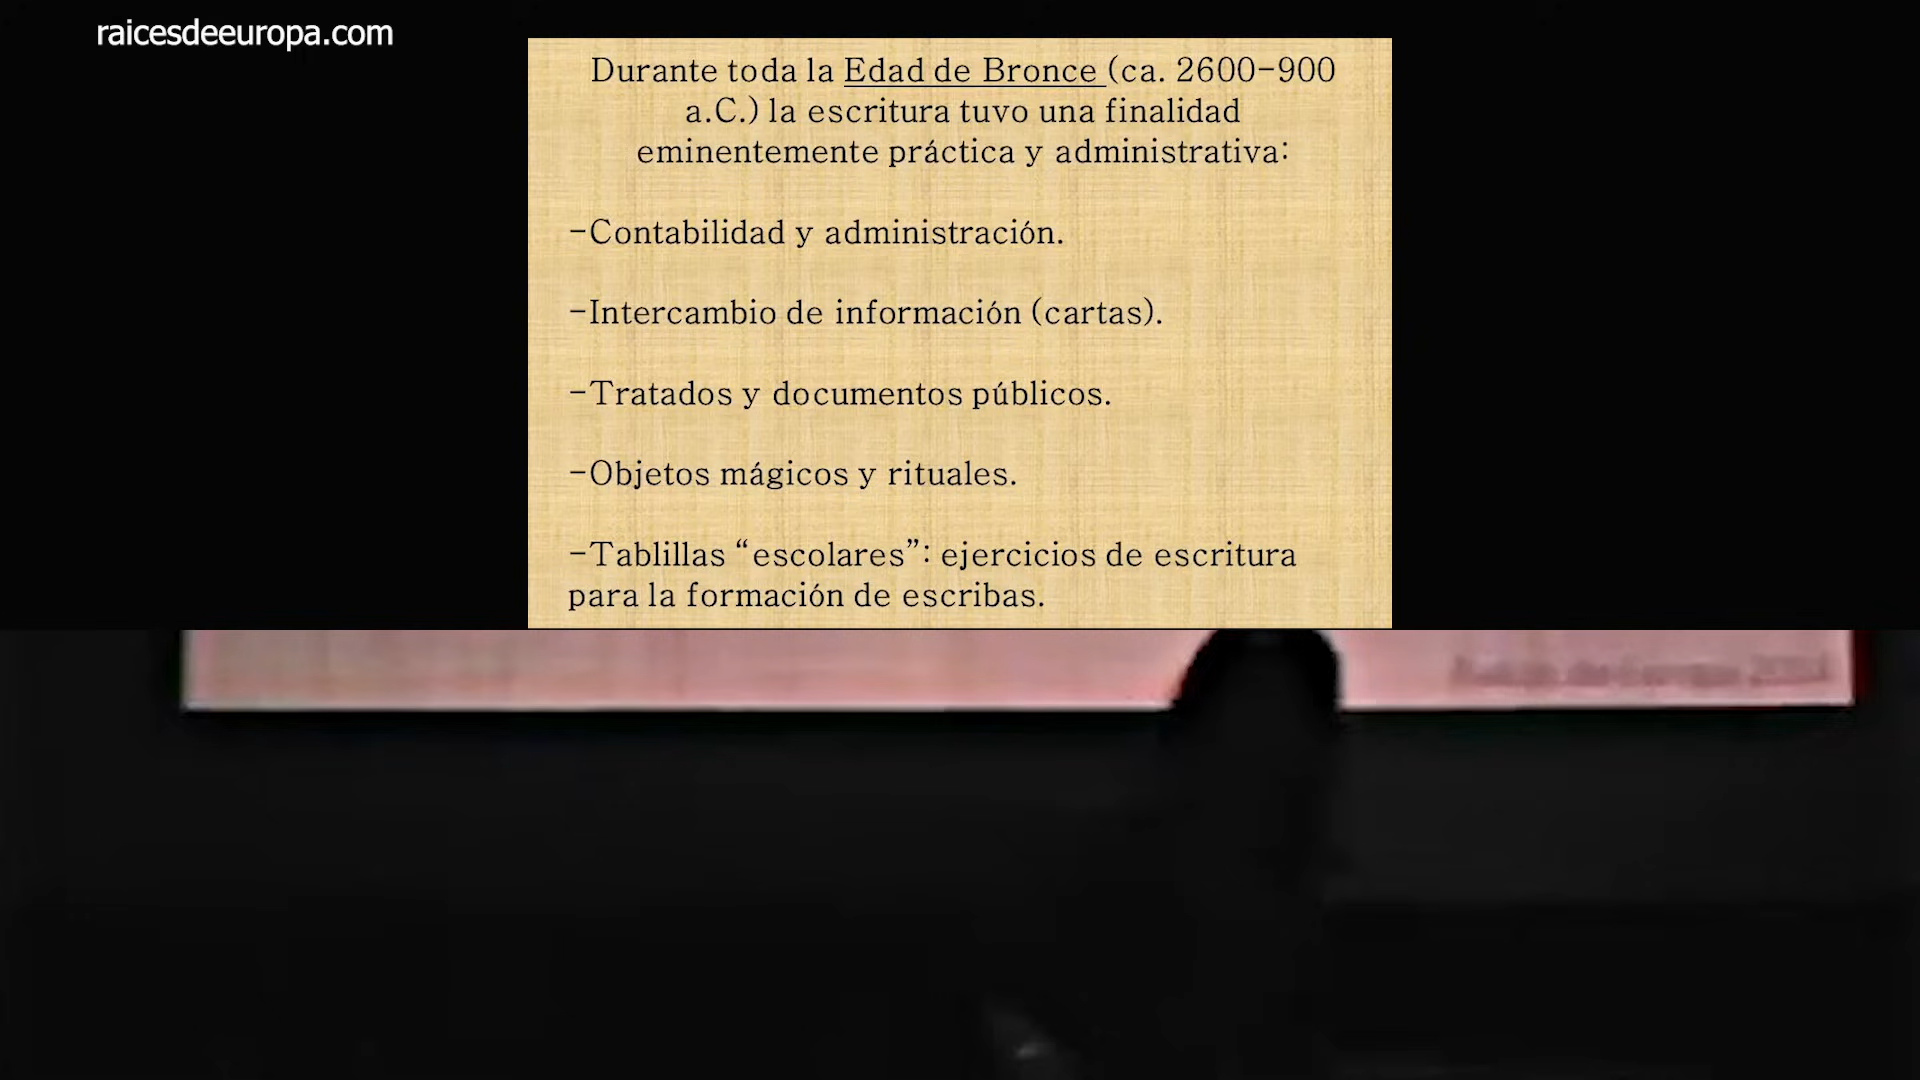 raicesdeeuropa.com
Durante toda la Edad de Bronce (ca. 2600-900
a.C.) la escritura tuvo una finalidad
eminentemente práctica y administrativa:
-Contabilidad y administración.
-Intercambio de información (cartas).
-Tratados y documentos públicos.
-Objetos mágicos y rituales.
-Tablillas “escolares”: ejercicios de escritura
para la formación de escribas.